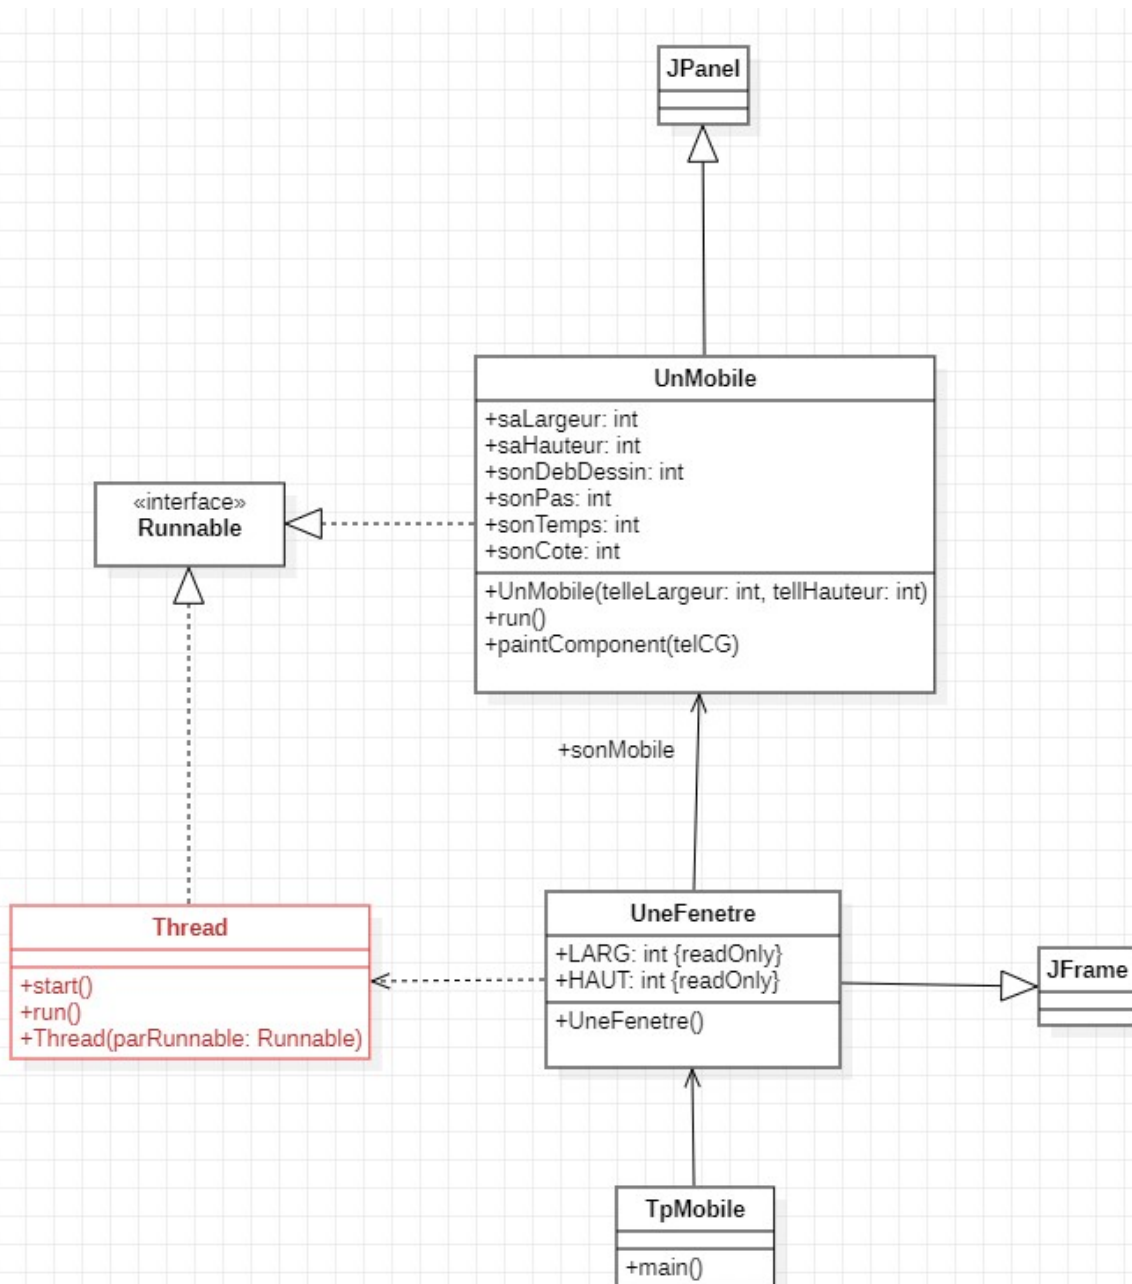 JPanel
UnMobile
+saLargeur: int
+saHauteur: int
+sonDebDessin: int
+sonPas: int
+sonTemps: int
+sonCote: int
+UnMobile(telleLargeur: int, tellHauteur: int)
+run()
+paintComponent(telCG)
«interface»
Runnable
+sonMobile
Thread
+start()
+run()
+Thread(parRunnable: Runnable)
UneFenetre
+LARG: int {readOnly}
+HAUT: int {readOnly}
+UneFenetre()
JFrame
TpMobile
+main()